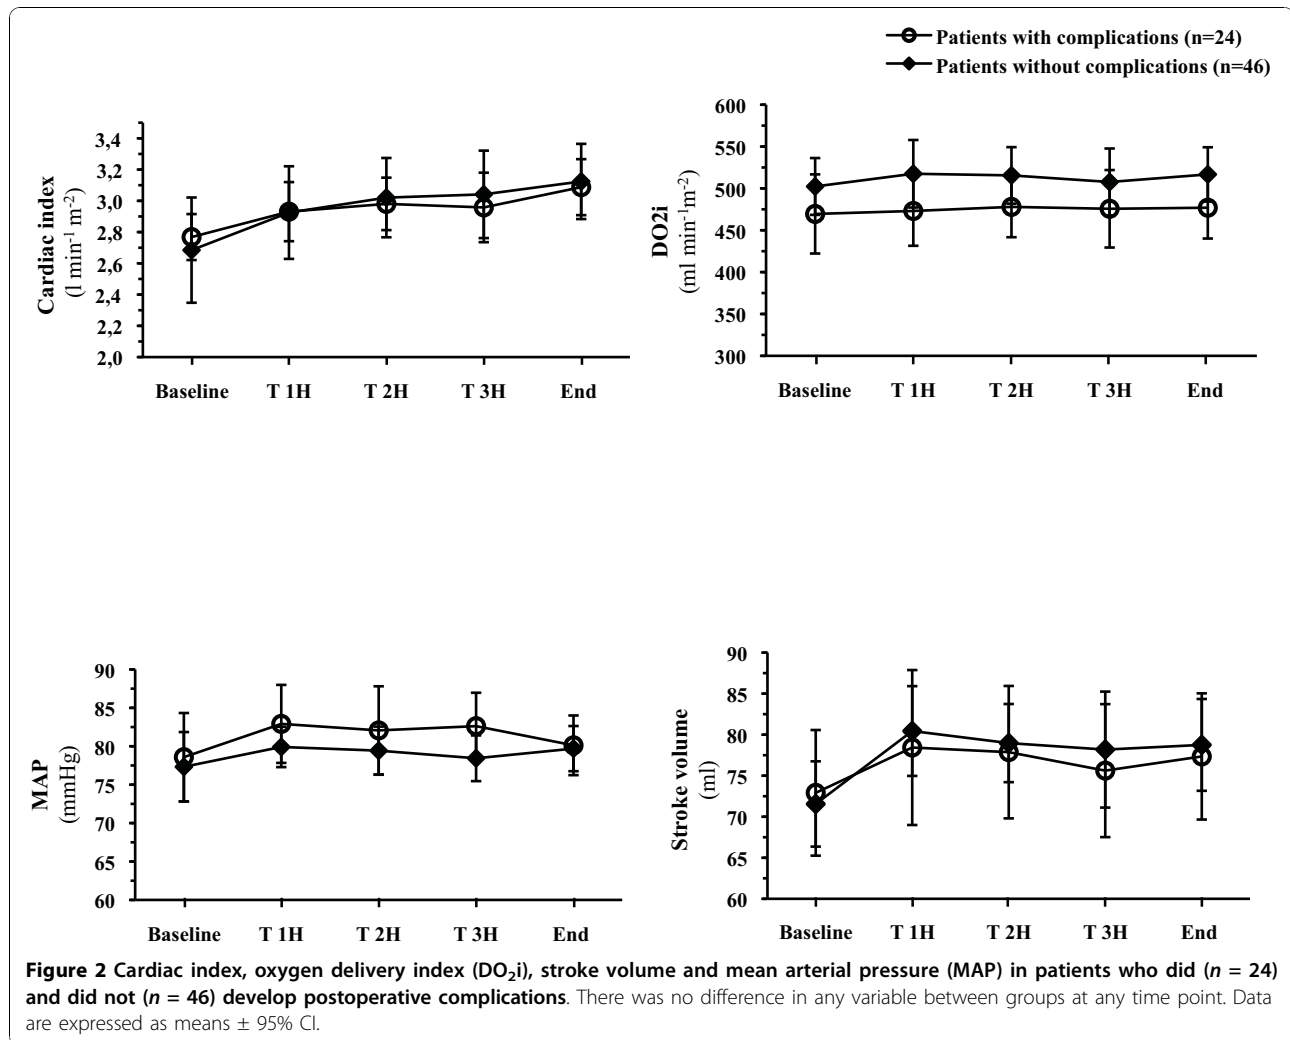 Patients with complications (n=24)
Patients without complications (n=46)
Cardiac index
(l min-1 m-2)
3,4
3,2
3,0
2,8
2,6
2,4
2,2
2,0
Baseline T 1H T 2H T 3H End
DO2i
(ml min-1m-2)
600
550
500
450
400
350
300
Baseline T 1H T 2H T 3H End
MAP
(mmHg)
90
85
80
75
70
65
60
Baseline T 1H T 2H T 3H End
Stroke volume
(ml)
90
85
80
75
70
65
60
Baseline T 1H T 2H T 3H End
Figure 2 Cardiac index, oxygen delivery index (DO2i), stroke volume and mean arterial pressure (MAP) in patients who did (n = 24)
and did not (n = 46) develop postoperative complications. There was no difference in any variable between groups at any time point. Data
are expressed as means ± 95% CI.